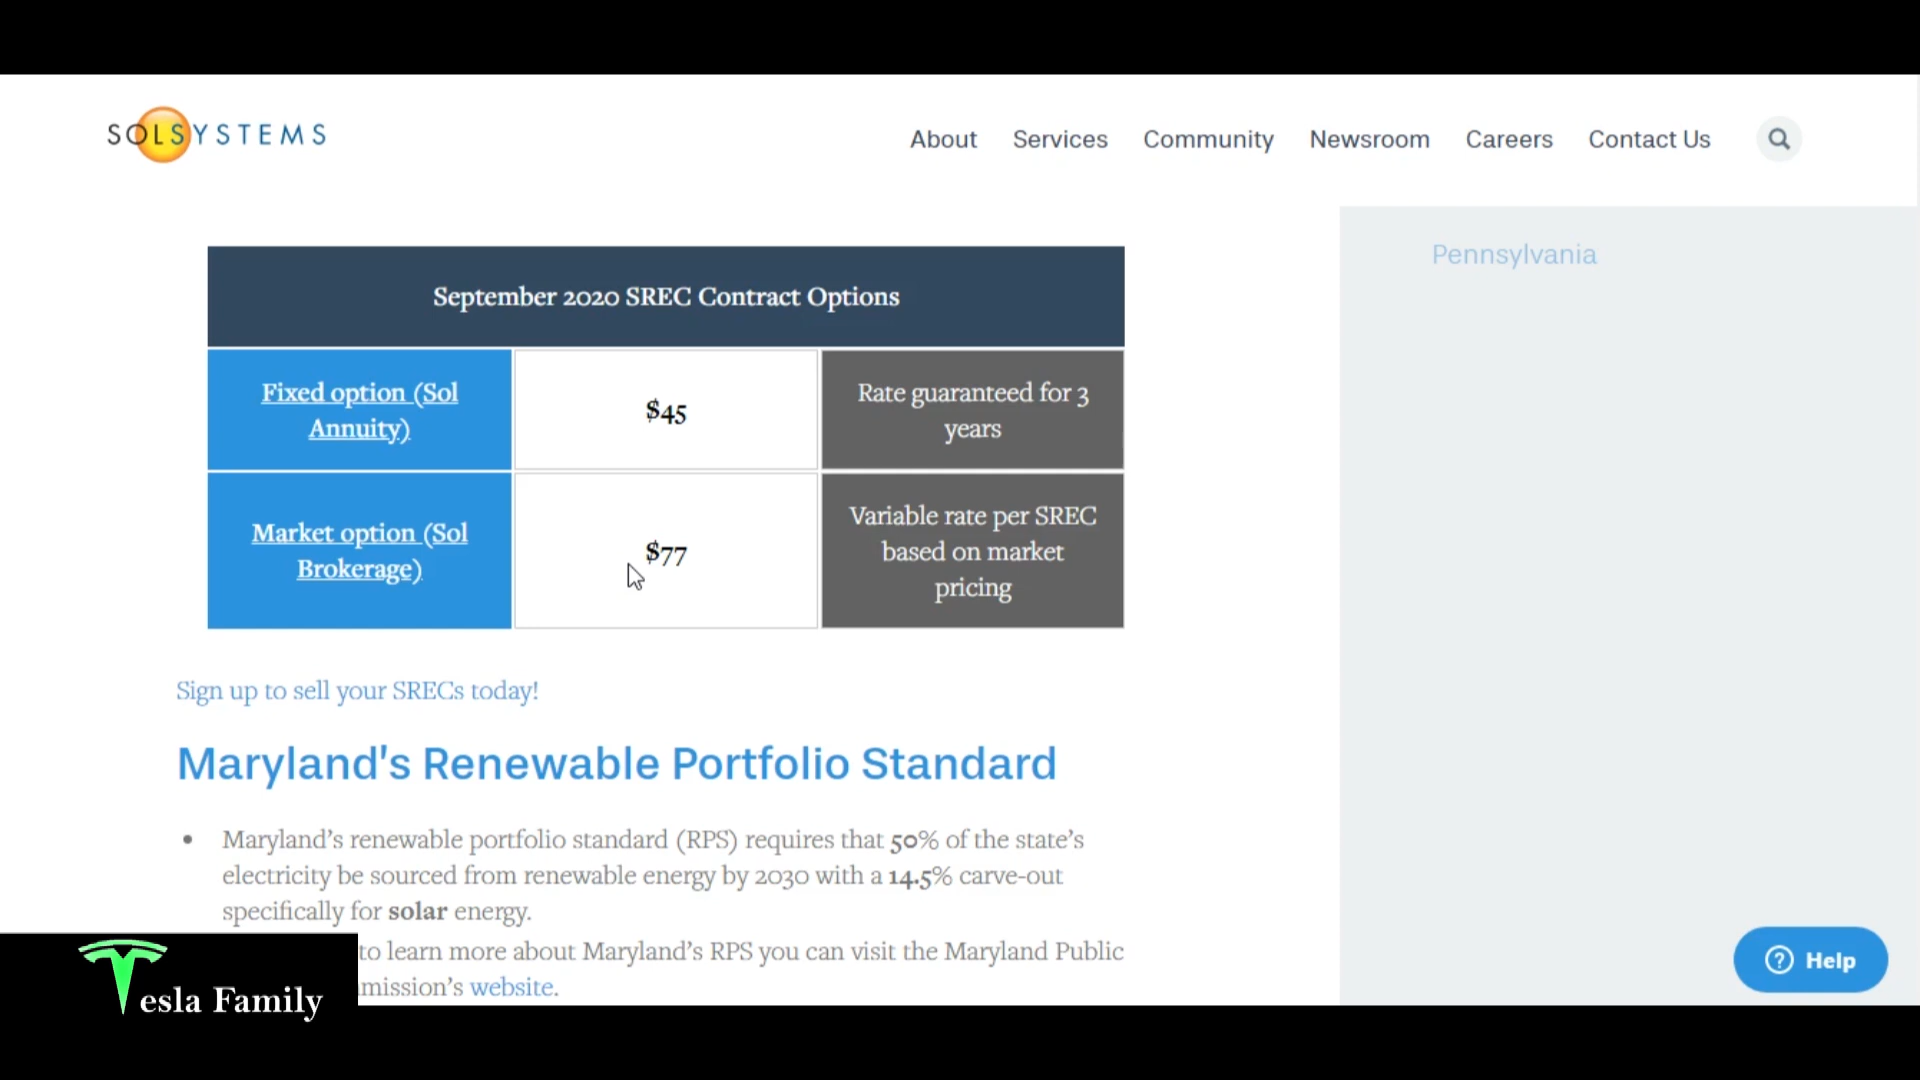 SOLSYSTEMS
About Services Community Newsroom Careers Contact Us
Pennsylvania
September 2020 SREC Contract Options
Fixed option (Sol
Annuity)
$45
Rate guaranteed for 3
years
Market option (Sol
Brokerage)
$77
Variable rate per SREC
based on market
pricing
Sign up to sell your SRECs today!
Maryland's Renewable Portfolio Standard
• Maryland's renewable portfolio standard (RPS) requires that 50% of the state's
electricity be sourced from renewable energy by 2030 with a 14.5% carve-out
specifically for solar energy.
to learn more about Maryland's RPS you can visit the Maryland Public
mission's website.
? Help
Tesla Family